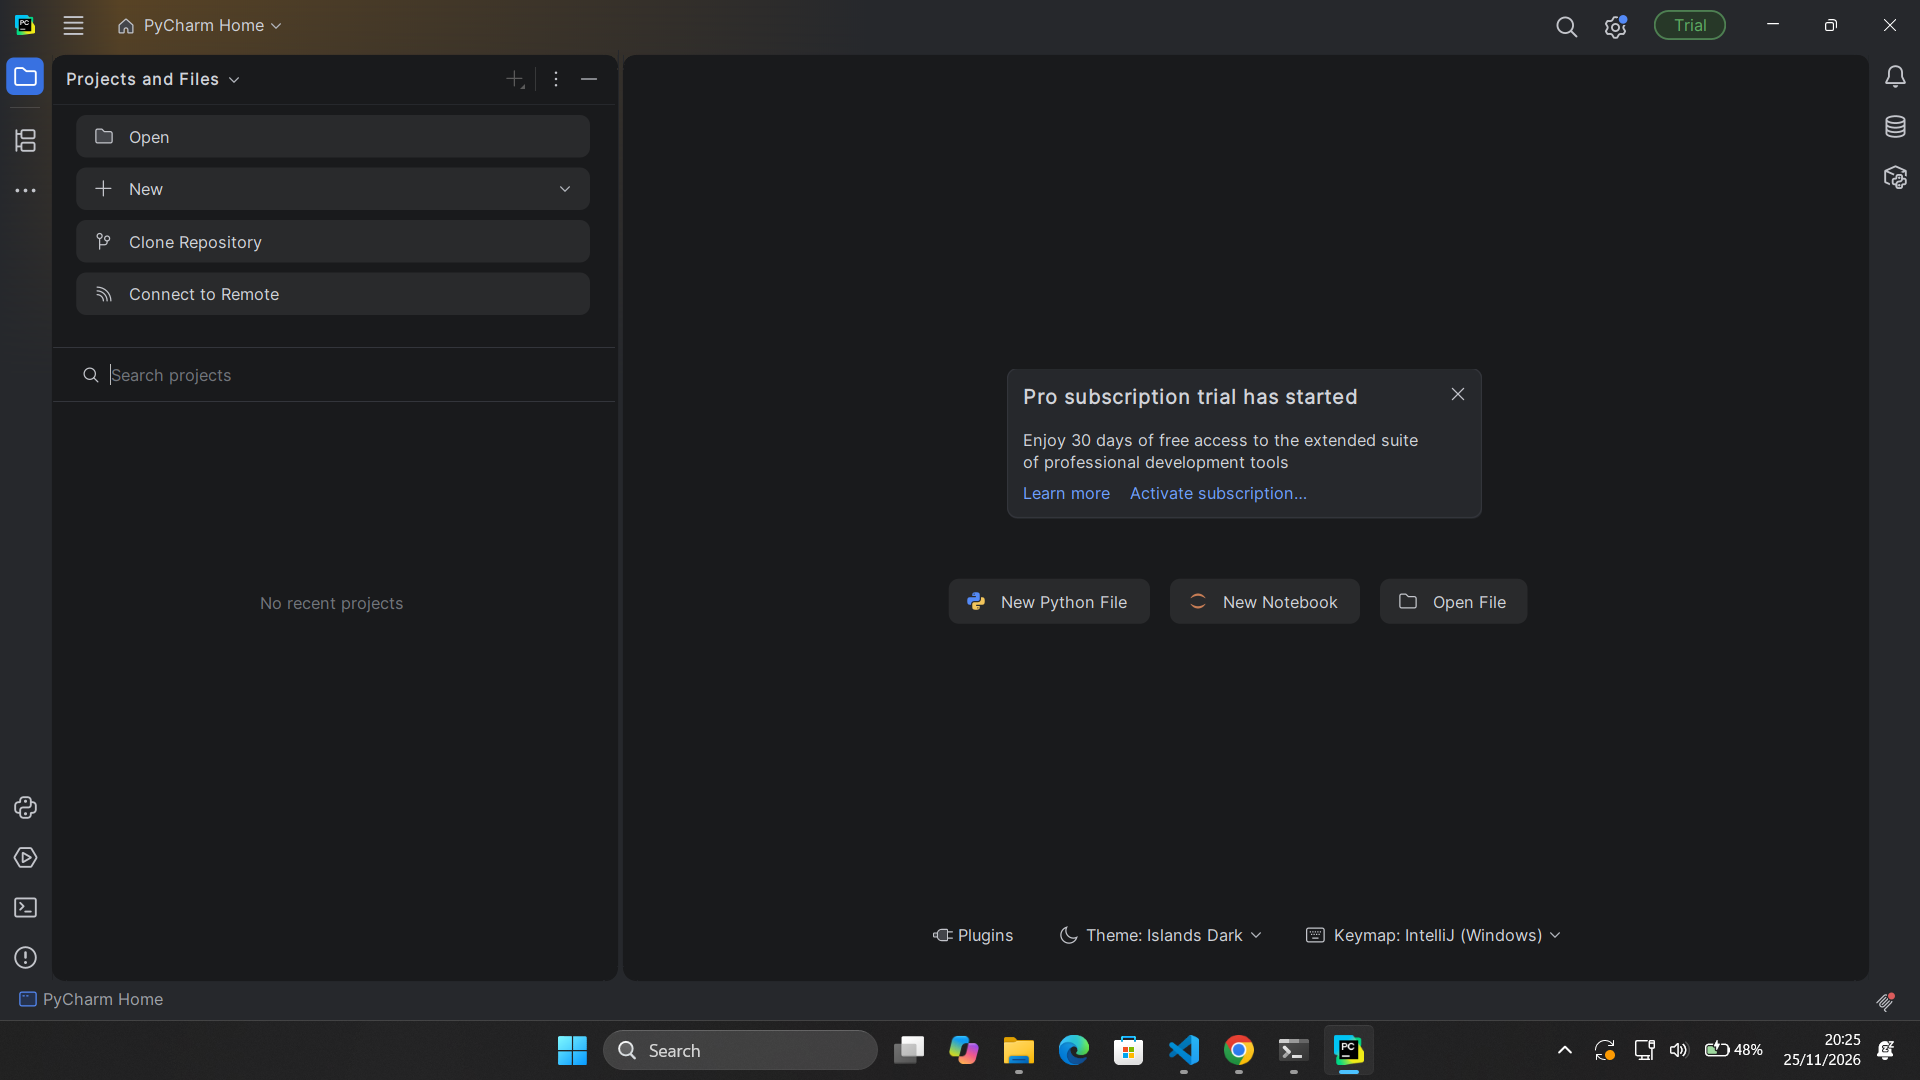 PyCharm Home
Trial
Projects and Files
Open
New
Clone Repository
Connect to Remote
Search projects
No recent projects
Pro subscription trial has started
Enjoy 30 days of free access to the extended suite
of professional development tools
Learn more Activate subscription...
New Python File
New Notebook
Open File
Plugins
Theme: Islands Dark
Keymap: IntelliJ (Windows)
PyCharm Home
Search
PC
48%
20:25
25/11/2026